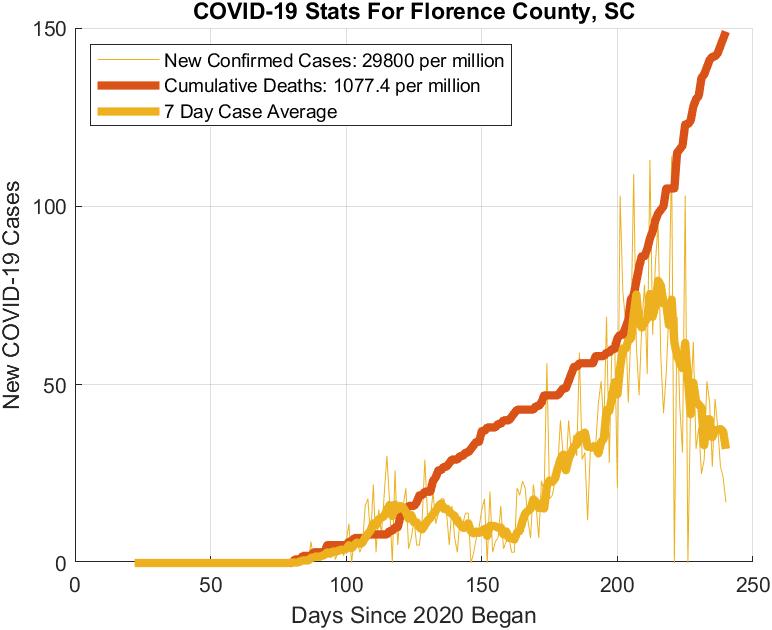 COVID-19 Stats For Florence County, SC
150
New Confirmed Cases: 29800 per million
Cumulative Deaths: 1077.4 per million
7 Day Case Average
100
50
0
New COVID-19 Cases
0 50 100 150 200 250
Days Since 2020 Began